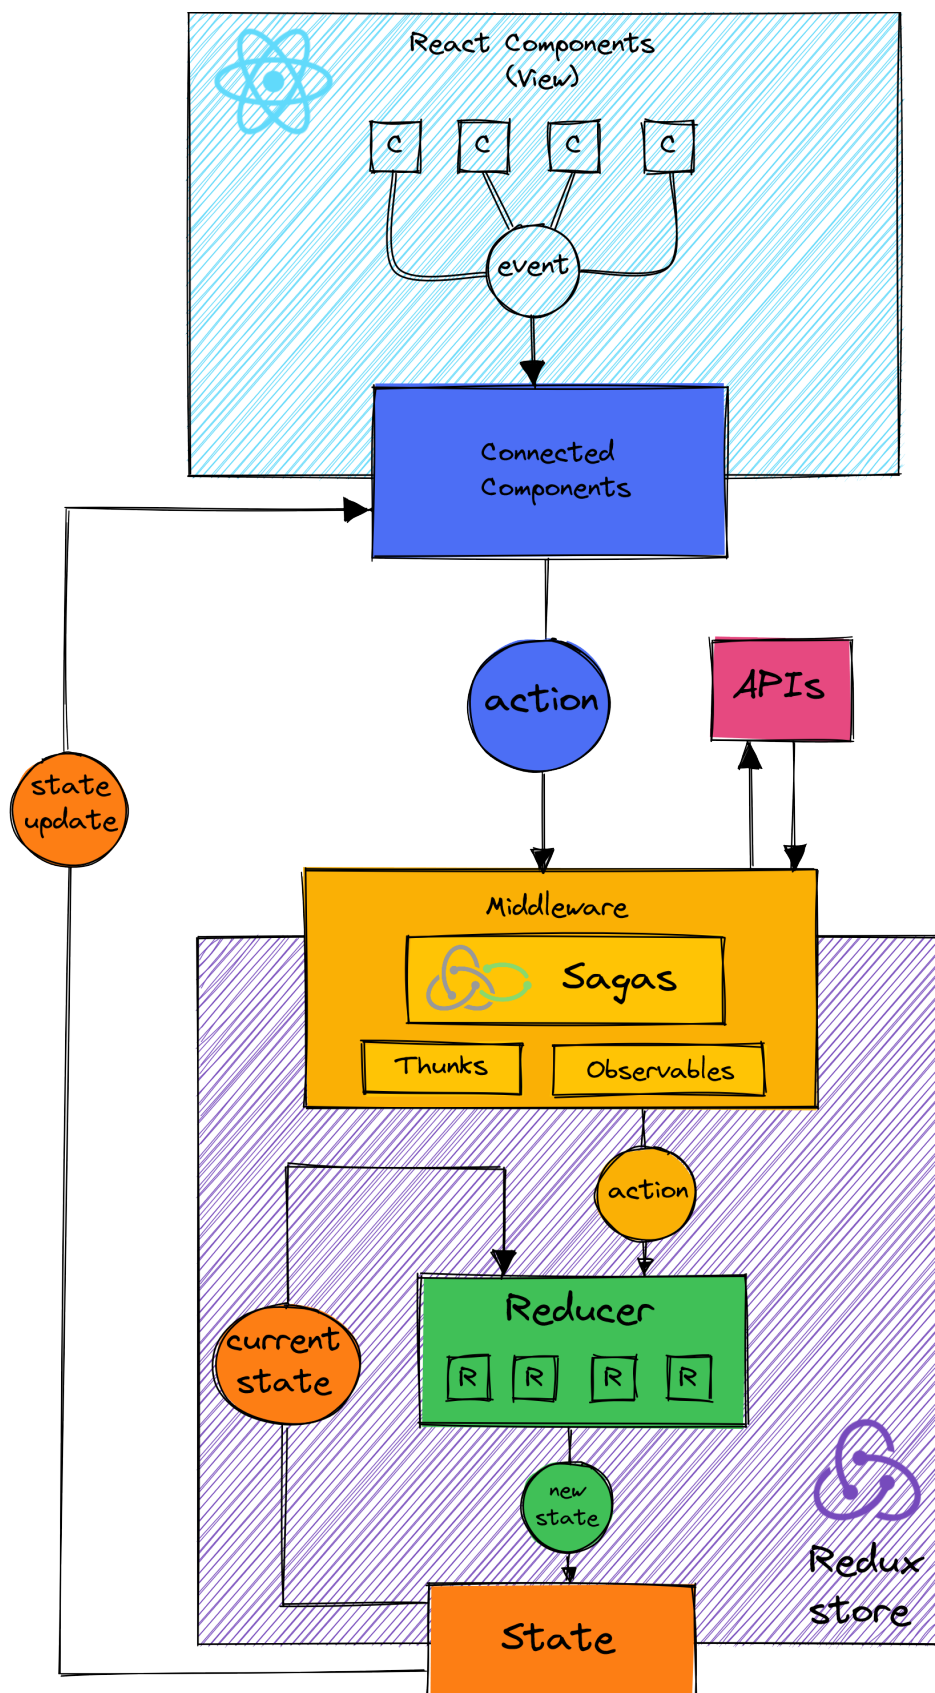 React Components
(View)
C
C
C
C
event
Connected
Components
action
APIs
state
update
Middleware
Sagas
Thunks
Observables
action
Reducer
R
R
R
R
current
state
new
state
Redux
store
State